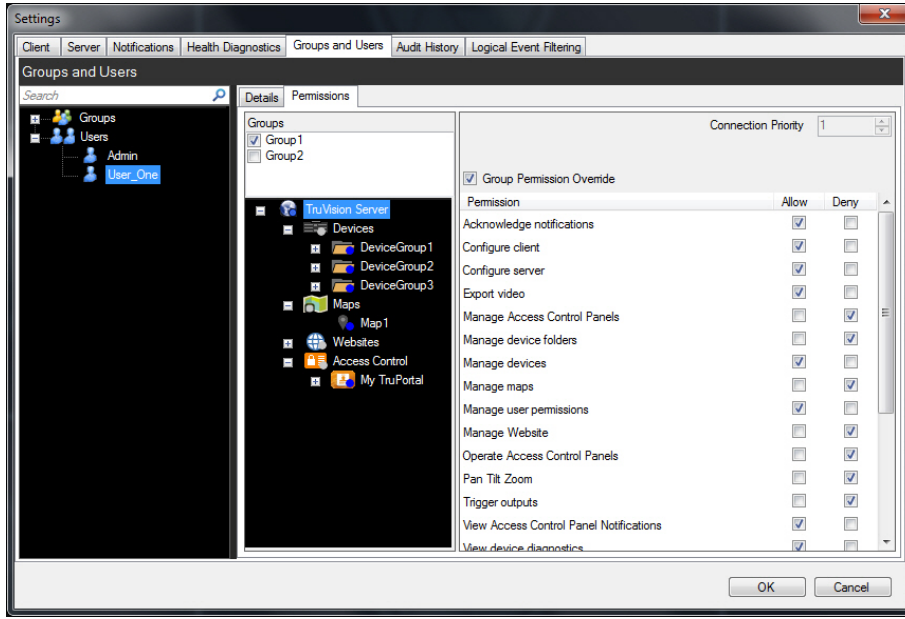 Settings
Client Server Notifications Health Diagnostics Groups and Users Audit History Logical Event Filtering
Groups and Users
Search
Groups
Users
Admin
User_One
Details Permissions
Groups
Group1
Group2
TruVision Server
Devices
DeviceGroup1
DeviceGroup2
DeviceGroup3
Maps
Map1
Websites
Access Control
My TruPortal
Connection Priority 1
Group Permission Override
Permission Allow Deny
Acknowledge notifications
Configure client
Configure server
Export video
Manage Access Control Panels
Manage device folders
Manage devices
Manage maps
Manage user permissions
Manage Website
Operate Access Control Panels
Pan Tilt Zoom
Trigger outputs
View Access Control Panel Notifications
View device diagnostics
OK Cancel